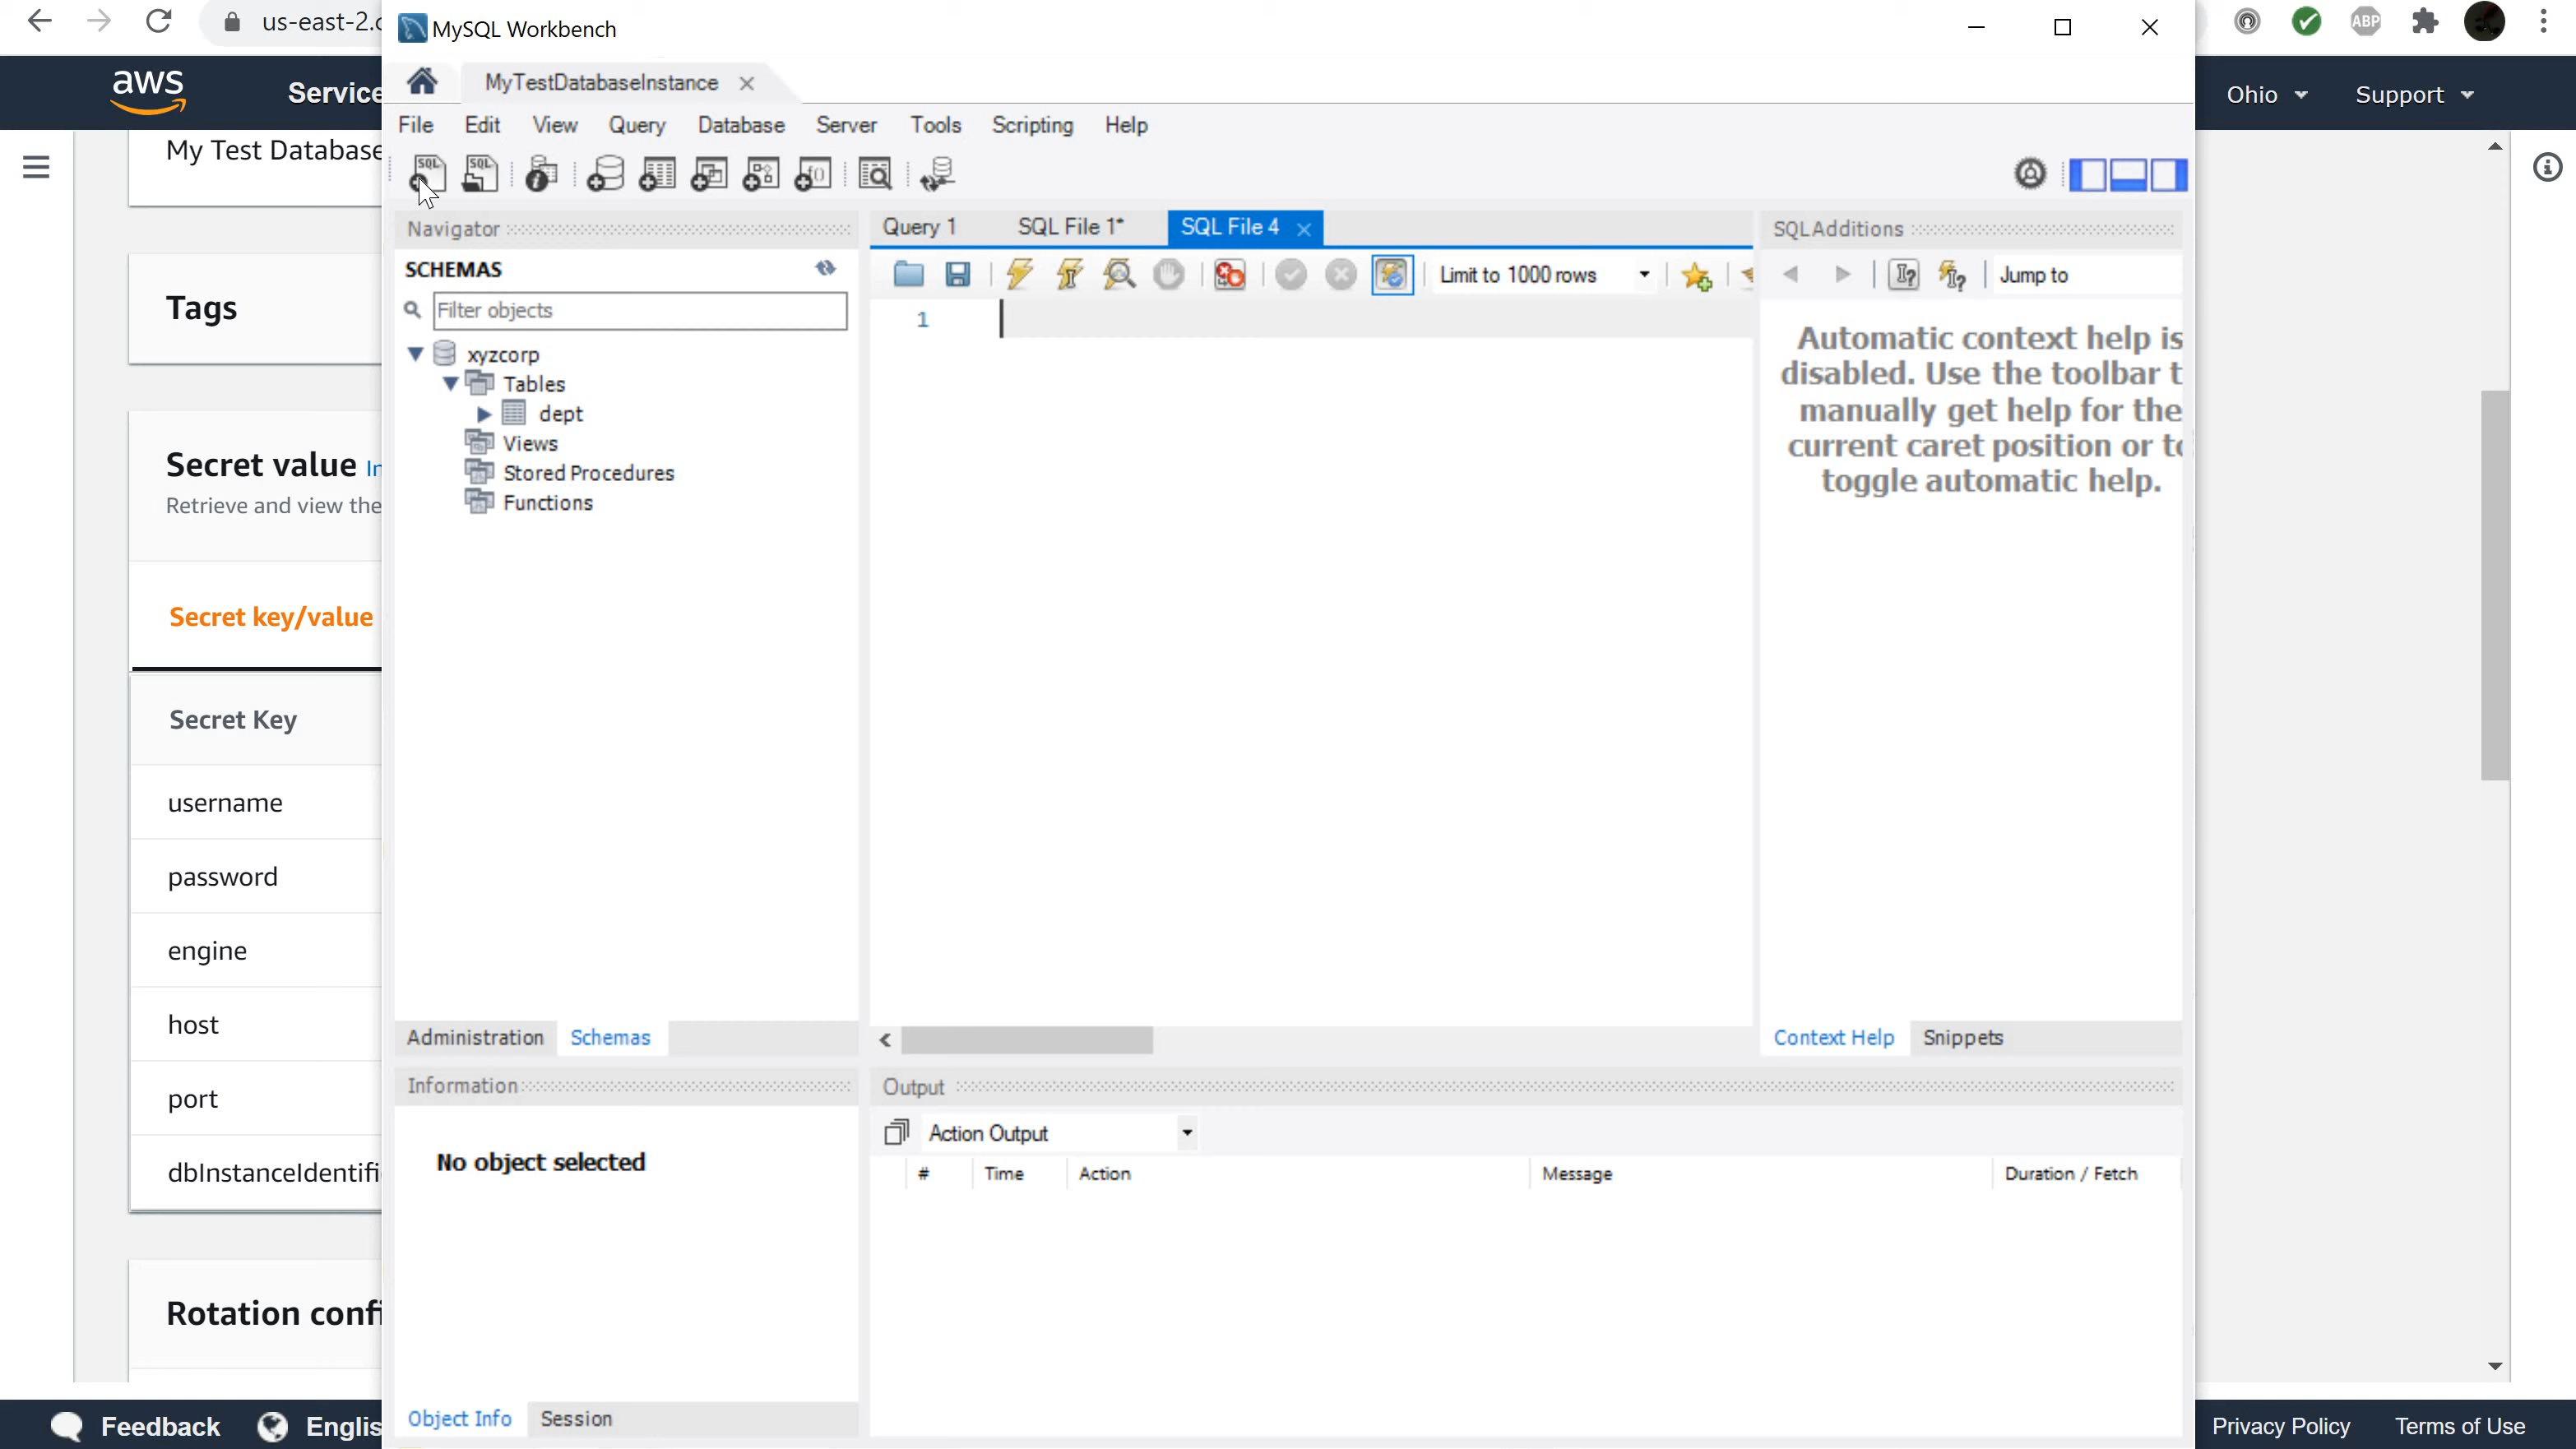 us-east-2.c
MySQL Workbench
ABP
aws
Service
MyTestDatabaseInstance
Ohio
Support
File Edit View Query Database Server Tools Scripting Help
My Test Database
SQL SQL
Navigator
Query 1
SQL File 1*
SQL File 4
SQLAdditions
SCHEMAS
Limit to 1000 rows
Jump to
Filter objects
Tags
1
xyzcorp
Tables
dept
Views
Stored Procedures
Functions
Automatic context help is
disabled. Use the toolbar t
manually get help for the
current caret position or to
toggle automatic help.
Secret value In
Retrieve and view the
Secret key/value
Secret Key
username
password
engine
host
port
dbInstanceIdentifi
Administration
Schemas
Context Help
Snippets
Information
Output
Action Output
No object selected
# Time Action Message Duration / Fetch
Rotation confi
Object Info
Session
Feedback
Englis
Privacy Policy
Terms of Use